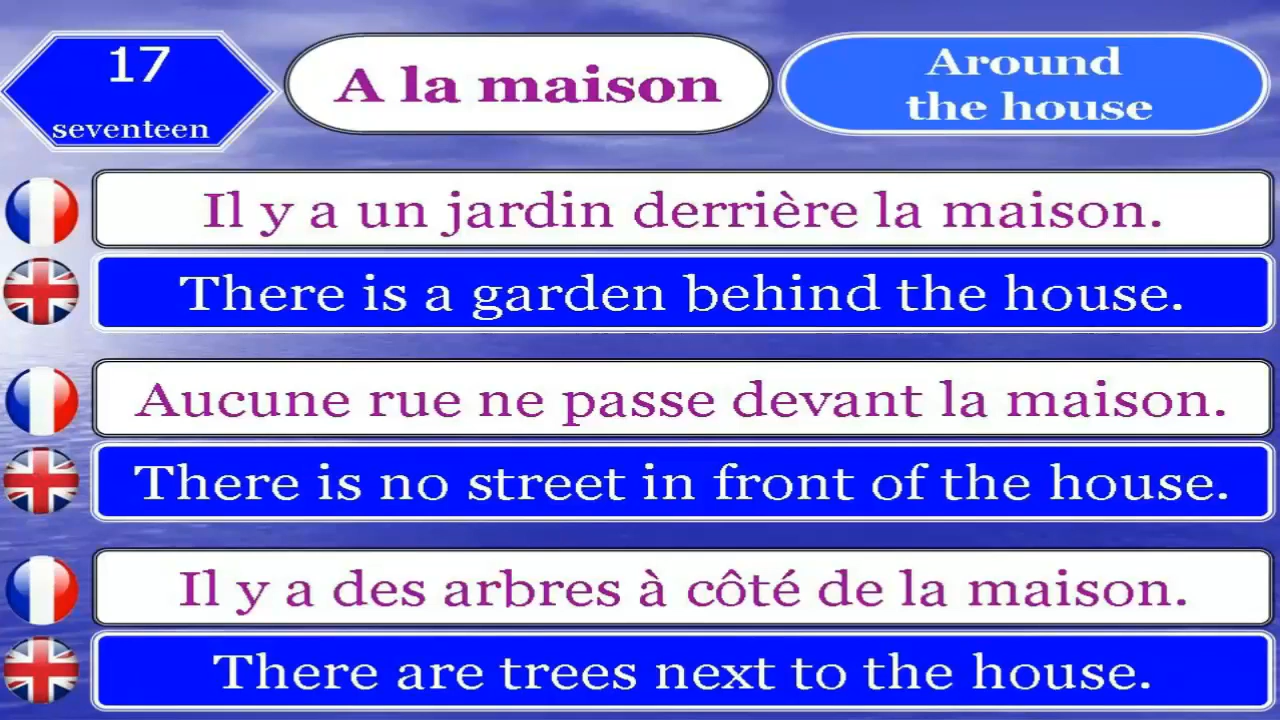 17
seventeen
A la maison
Around
the house
Il y a un jardin derrière la maison.
There is a garden behind the house.
Aucune rue ne passe devant la maison.
There is no street in front of the house.
Il y a des arbres à côté de la maison.
There are trees next to the house.